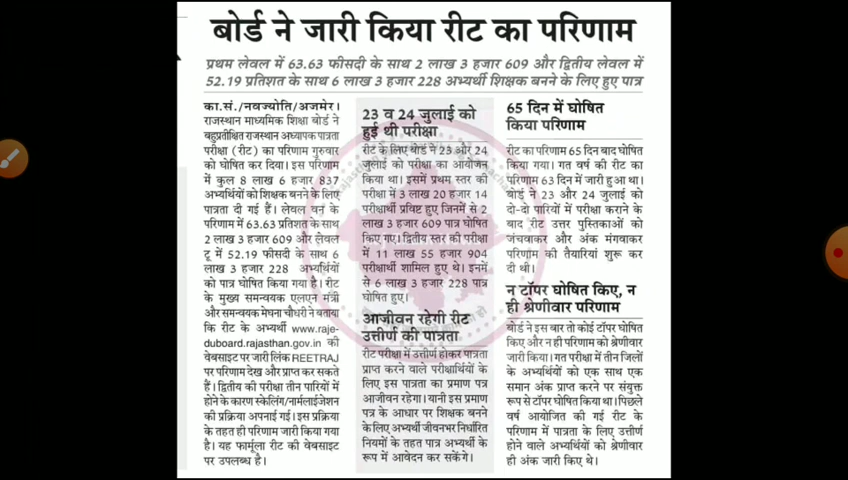 बोर्ड ने जारी किया रीट का परिणाम
प्रथम लेवल में 63.63 फीसदी के साथ 2 लाख 3 हजार 609 और द्वितीय लेवल में
52.19 प्रतिशत के साथ 6 लाख 3 हजार 228 अभ्यर्थी शिक्षक बनने के लिए हुए पात्र
का.सं./नवज्योति/अजमेर।
राजस्थान माध्यमिक शिक्षा बोर्ड ने
बहुप्रतीक्षित राजस्थान अध्यापक पात्रता
परीक्षा (रीट) का परिणाम गुरुवार
को घोषित कर दिया। इस परिणाम
में कुल 8 लाख 6 हजार 837
अभ्यर्थियों को शिक्षक बनने के लिए
पात्रता दी गई हैं। लेवल वन के
परिणाम में 63.63 प्रतिशत के साथ
2 लाख 3 हजार 609 और लेवल
टू में 52.19 फीसदी के साथ 6
लाख 3 हजार 228 अभ्यर्थियों
को पात्र घोषित किया गया है। रीट
के मुख्य समन्वयक एलएन मंत्री
और समन्वयक मेघना चौधरी ने बताया
कि रीट के अभ्यर्थी www.raje-
duboard.rajasthan.gov.in की
वेबसाइट पर जारी लिंक REETRAJ
पर परिणाम देख और प्राप्त कर सकते
हैं। द्वितीय की परीक्षा तीन पारियों में
होने के कारण स्केलिंग/नार्मलाईजेशन
की प्रक्रिया अपनाई गई। इस प्रक्रिया
के तहत ही परिणाम जारी किया गया
है। यह फार्मूला रीट की वेबसाइट
पर उपलब्ध है।
23 व 24 जुलाई को
हुई थी परीक्षा
रीट के लिए बोर्ड ने 23 और 24
जुलाई को परीक्षा का आयोजन
किया था। इसमें प्रथम स्तर की
परीक्षा में 3 लाख 20 हजार 14
परीक्षार्थी प्रविष्ट हुए जिनमें से 2
लाख 3 हजार 609 पात्र घोषित
किए गए। द्वितीय स्तर की परीक्षा
में 11 लाख 55 हजार 904
परीक्षार्थी शामिल हुए थे। इनमें
से 6 लाख 3 हजार 228 पात्र
घोषित हुए।
आजीवन रहेगी रीट
उत्तीर्ण की पात्रता
रीट परीक्षा में उत्तीर्ण होकर पात्रता
प्राप्त करने वाले परीक्षार्थियों के
लिए इस पात्रता का प्रमाण पत्र
आजीवन रहेगा। यानी इस प्रमाण
पत्र के आधार पर शिक्षक बनने
के लिए अभ्यर्थी जीवनभर निर्धारित
नियमों के तहत पात्र अभ्यर्थी के
रूप में आवेदन कर सकेंगे।
65 दिन में घोषित
किया परिणाम
रीट का परिणाम 65 दिन बाद घोषित
किया गया। गत वर्ष की रीट का
परिणाम 63 दिन में जारी हुआ था।
बोर्ड ने 23 और 24 जुलाई को
दो-दो पारियों में परीक्षा कराने के
बाद रीट उत्तर पुस्तिकाओं को
जंचवाकर और अंक मंगवाकर
परिणाम की तैयारियां शुरू कर
दी थी।
न टॉपर घोषित किए, न
ही श्रेणीवार परिणाम
बोर्ड ने इस बार तो कोई टॉपर घोषित
किए और न ही परिणाम को श्रेणीवार
जारी किया। गत परीक्षा में तीन जिलों
के अभ्यर्थियों को एक साथ एक
समान अंक प्राप्त करने पर संयुक्त
रूप से टॉपर घोषित किया था। पिछले
वर्ष आयोजित की गई रीट के
परिणाम में पात्रता के लिए उत्तीर्ण
होने वाले अभ्यर्थियों को श्रेणीवार
ही अंक जारी किए थे।